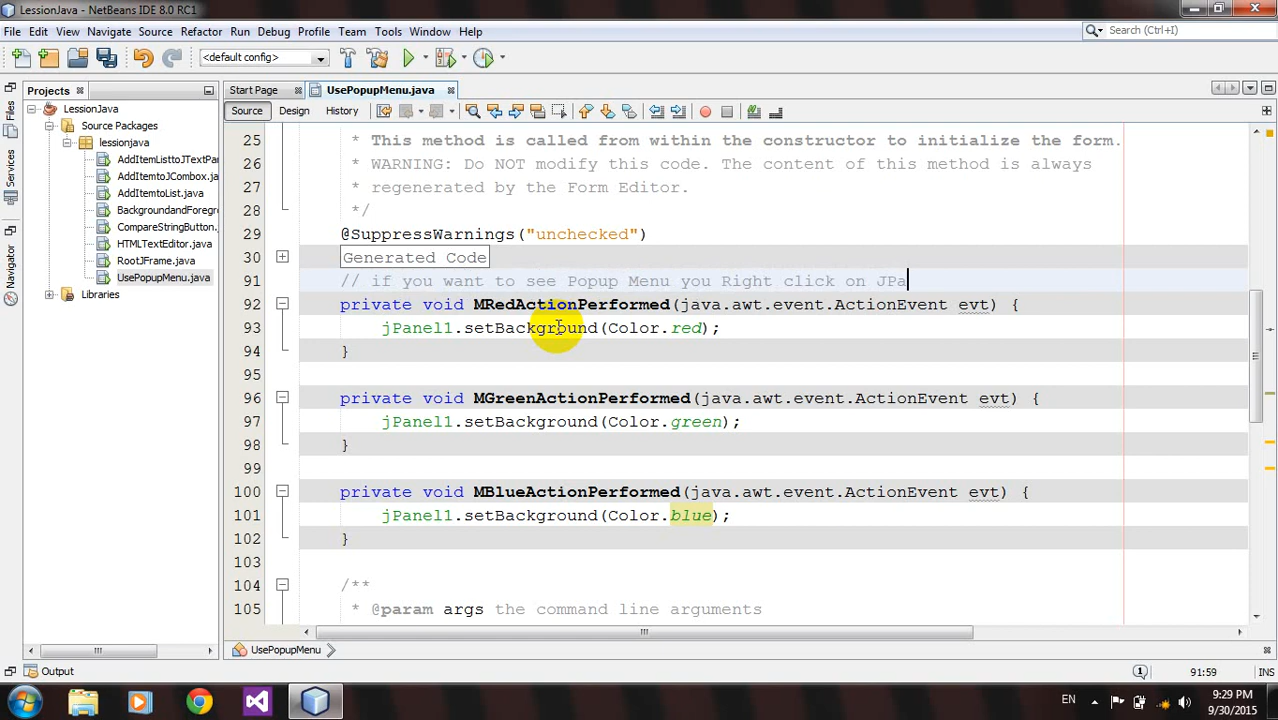 LessionJava - NetBeans IDE 8.0 RC1
File Edit View Navigate Source Refactor Run Debug Profile Team Tools Window Help
Search (Ctrl+I)
<default config>
Projects
Start Page
UsePopupMenu.java
Files
Services
Navigator
LessionJava
Source Packages
lessionjava
AddItemListtoJTextPa
AddItemtoJCombox.ja
AddItemtoList.java
BackgroundandForegr
CompareStringButton.
HTMLTextEditor.java
RootJFrame.java
UsePopupMenu.java
Libraries
Source Design History
25 * This method is called from within the constructor to initialize the form.
26 * WARNING: Do NOT modify this code. The content of this method is always
27 * regenerated by the Form Editor.
28 */
29 @SuppressWarnings("unchecked")
30 Generated Code
91 // if you want to see Popup Menu you Right click on JPa
92 private void MRedActionPerformed(java.awt.event.ActionEvent evt) {
93 jPanel1.setBackground(Color.red);
94 }
95
96 private void MGreenActionPerformed(java.awt.event.ActionEvent evt) {
97 jPanel1.setBackground(Color.green);
98 }
99
100 private void MBlueActionPerformed(java.awt.event.ActionEvent evt) {
101 jPanel1.setBackground(Color.blue);
102 }
103
104 /**
105 * @param args the command line arguments
UsePopupMenu
Output
1
91:59
INS
EN
9:29 PM
9/30/2015